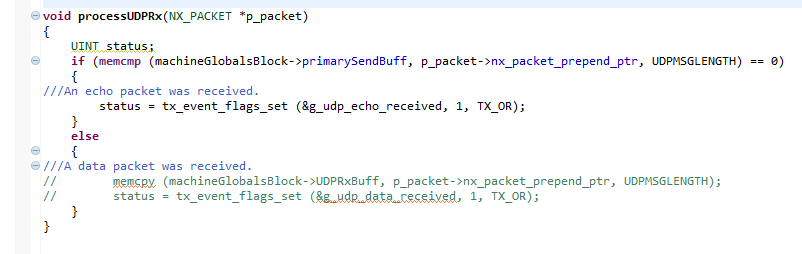 void processUDPRx(NX_PACKET *p_packet)
{
    UINT status;
    if (memcmp (machineGlobalsBlock->primarySendBuff, p_packet->nx_packet_prepend_ptr, UDPMSGLENGTH) == 0)
    {
///An echo packet was received.
        status = tx_event_flags_set (&g_udp_echo_received, 1, TX_OR);
    }
    else
    {
///A data packet was received.
//        memcpy (machineGlobalsBlock->UDPRxBuff, p_packet->nx_packet_prepend_ptr, UDPMSGLENGTH);
//        status = tx_event_flags_set (&g_udp_data_received, 1, TX_OR);
    }
}